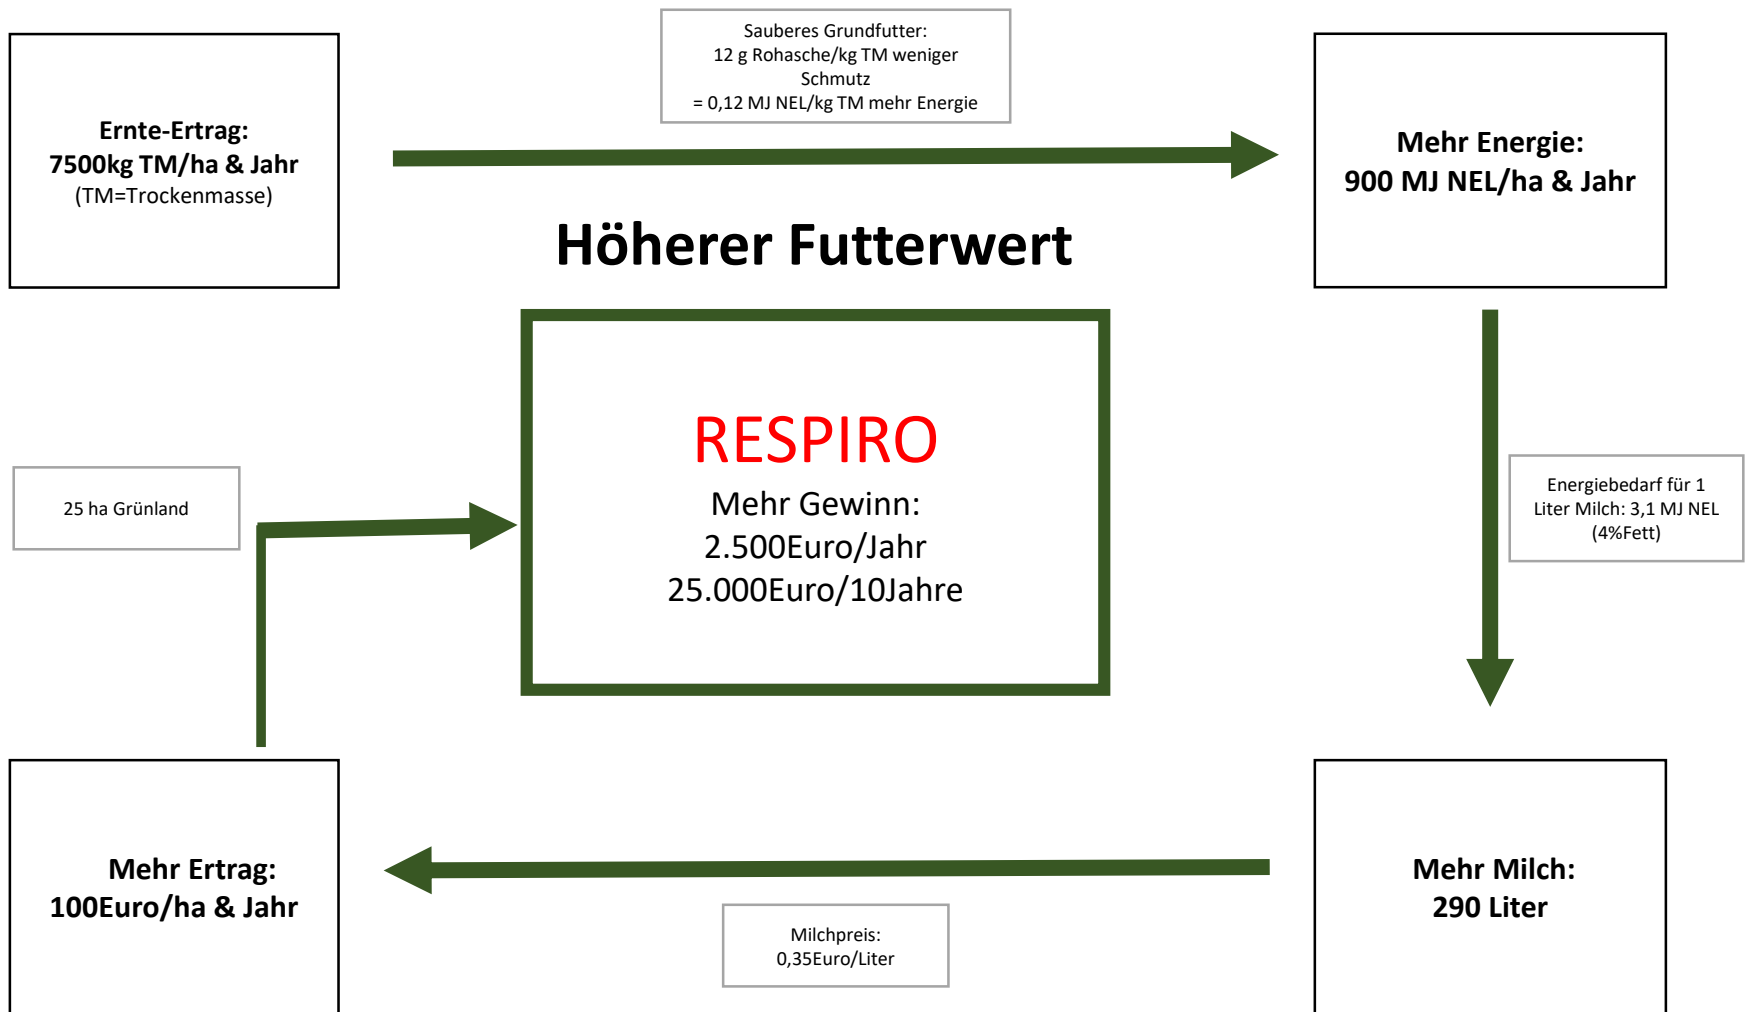 Sauberes Grundfutter:
12 g Rohasche/kg TM weniger
Schmutz
= 0,12 MJ NEL/kg TM mehr Energie
Ernte-Ertrag:
7500kg TM/ha & Jahr
(TM=Trockenmasse)
Mehr Energie:
900 MJ NEL/ha & Jahr
Höherer Futterwert
RESPIRO
Mehr Gewinn:
2.500Euro/Jahr
25.000Euro/10Jahre
25 ha Grünland
Energiebedarf für 1
Liter Milch: 3,1 MJ NEL
(4%Fett)
Mehr Ertrag:
100Euro/ha & Jahr
Milchpreis:
0,35Euro/Liter
Mehr Milch:
290 Liter